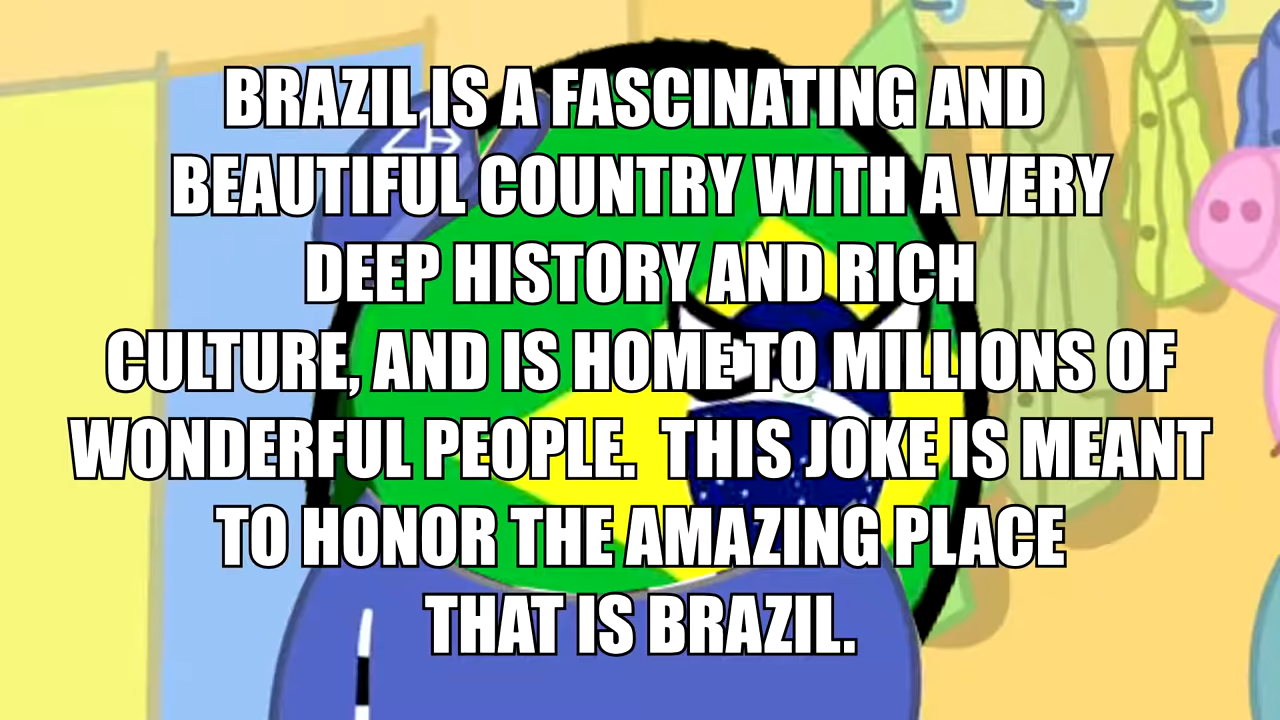 BRAZIL IS A FASCINATING AND
BEAUTIFUL COUNTRY WITH A VERY
DEEP HISTORY AND RICH
CULTURE, AND IS HOME TO MILLIONS OF
WONDERFUL PEOPLE.  THIS JOKE IS MEANT
TO HONOR THE AMAZING PLACE
THAT IS BRAZIL.